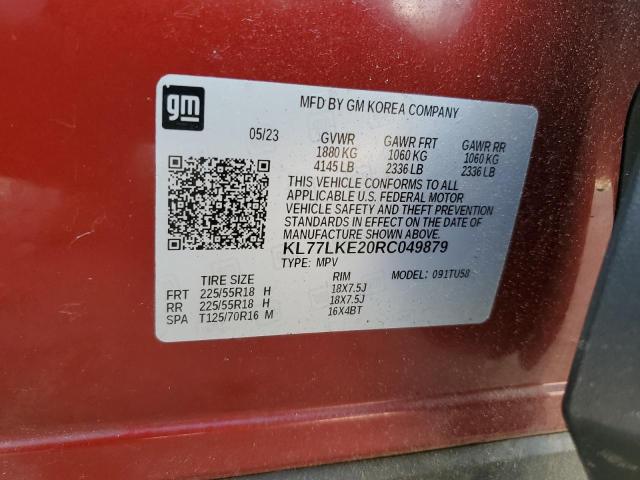 gm
MFD BY GM KOREA COMPANY
05/23 GVWR GAWR FRT GAWR RR
1880 KG 1060 KG 1060 KG
4145 LB 2336 LB 2336 LB
THIS VEHICLE CONFORMS TO ALL
APPLICABLE U.S. FEDERAL MOTOR
VEHICLE SAFETY AND THEFT PREVENTION
STANDARDS IN EFFECT ON THE DATE OF
MANUFACTURE SHOWN ABOVE.
KL77LKE20RC049879
TYPE: MPV MODEL: 091TU58
TIRE SIZE RIM
FRT 225/55R18 H 18X7.5J
RR 225/55R18 H 18X7.5J
SPA T125/70R16 M 16X4BT